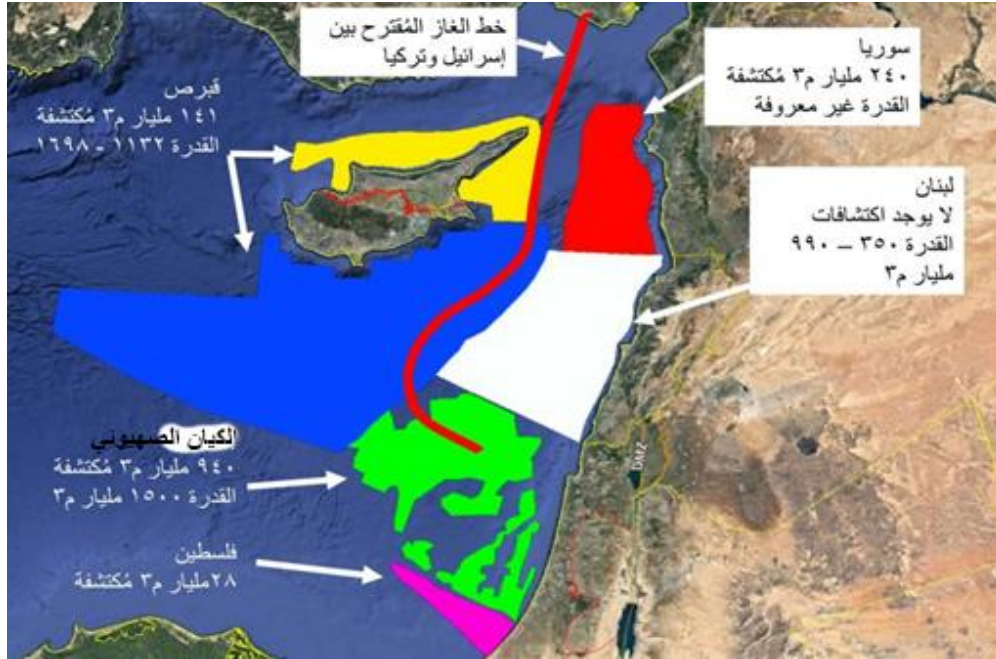 خط الغاز المُقترح بين
إسرائيل وتركيا
سوريا
٢٤٠ مليار م٣ مُكتشفة
القدرة غير معروفة
قبرص
١٤١ مليار م٣ مُكتشفة
القدرة ١١٣٢ - ١٦٩٨
لبنان
لا يوجد اكتشافات
القدرة ٣٥٠ – ٩٩٠
مليار م٣
الكيان الصهيوني
٩٤٠ مليار م٣ مُكتشفة
القدرة ١٥٠٠ مليار م٣
فلسطين
٢٨مليار م٣ مُكتشفة
DMZ